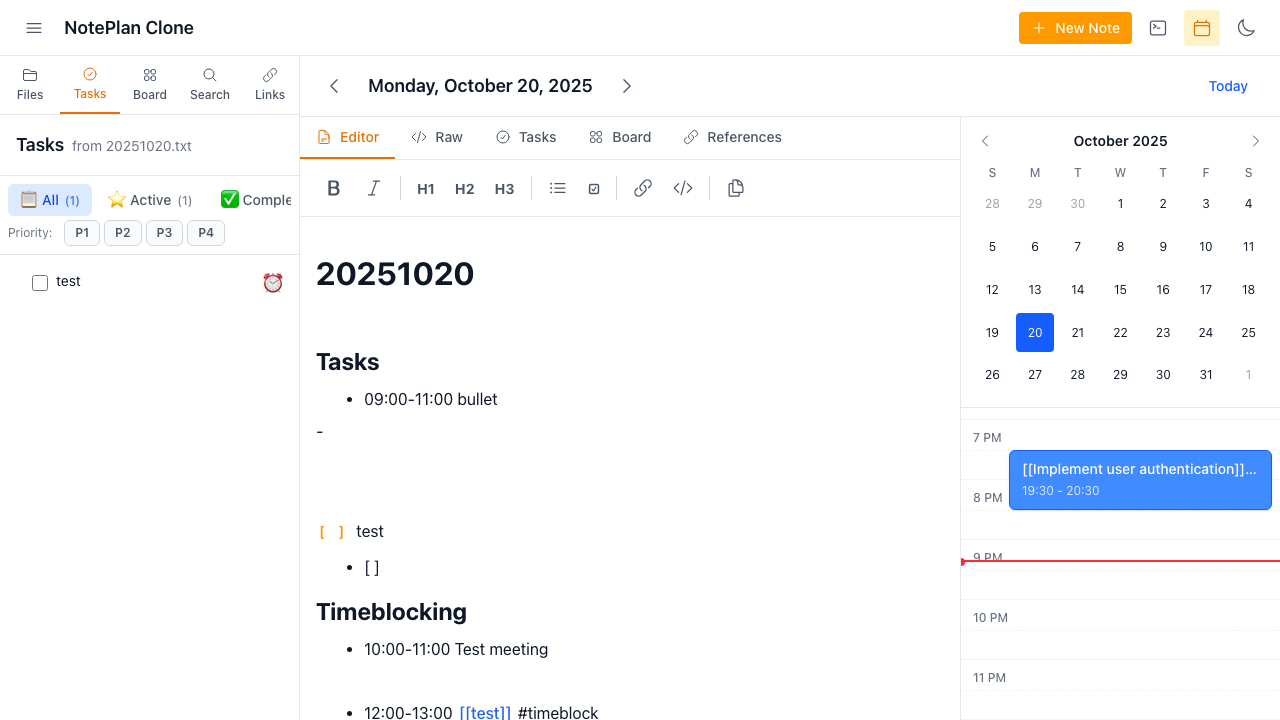 NotePlan Clone
New Note
Files
Tasks
Board
Search
Links
Tasks from 20251020.txt
All (1)
Active (1)
Comple
Priority:
P1
P2
P3
P4
test
Monday, October 20, 2025
Today
Editor
Raw
Tasks
Board
References
B I H1 H2 H3
20251020
Tasks
• 09:00-11:00 bullet
-
[ ] test
• [ ]
Timeblocking
• 10:00-11:00 Test meeting
• 12:00-13:00 [[test]] #timeblock
October 2025
S M T W T F S
28 29 30 1 2 3 4
5 6 7 8 9 10 11
12 13 14 15 16 17 18
19 20 21 22 23 24 25
26 27 28 29 30 31 1
7 PM
[[Implement user authentication]]...
19:30 - 20:30
8 PM
9 PM
10 PM
11 PM